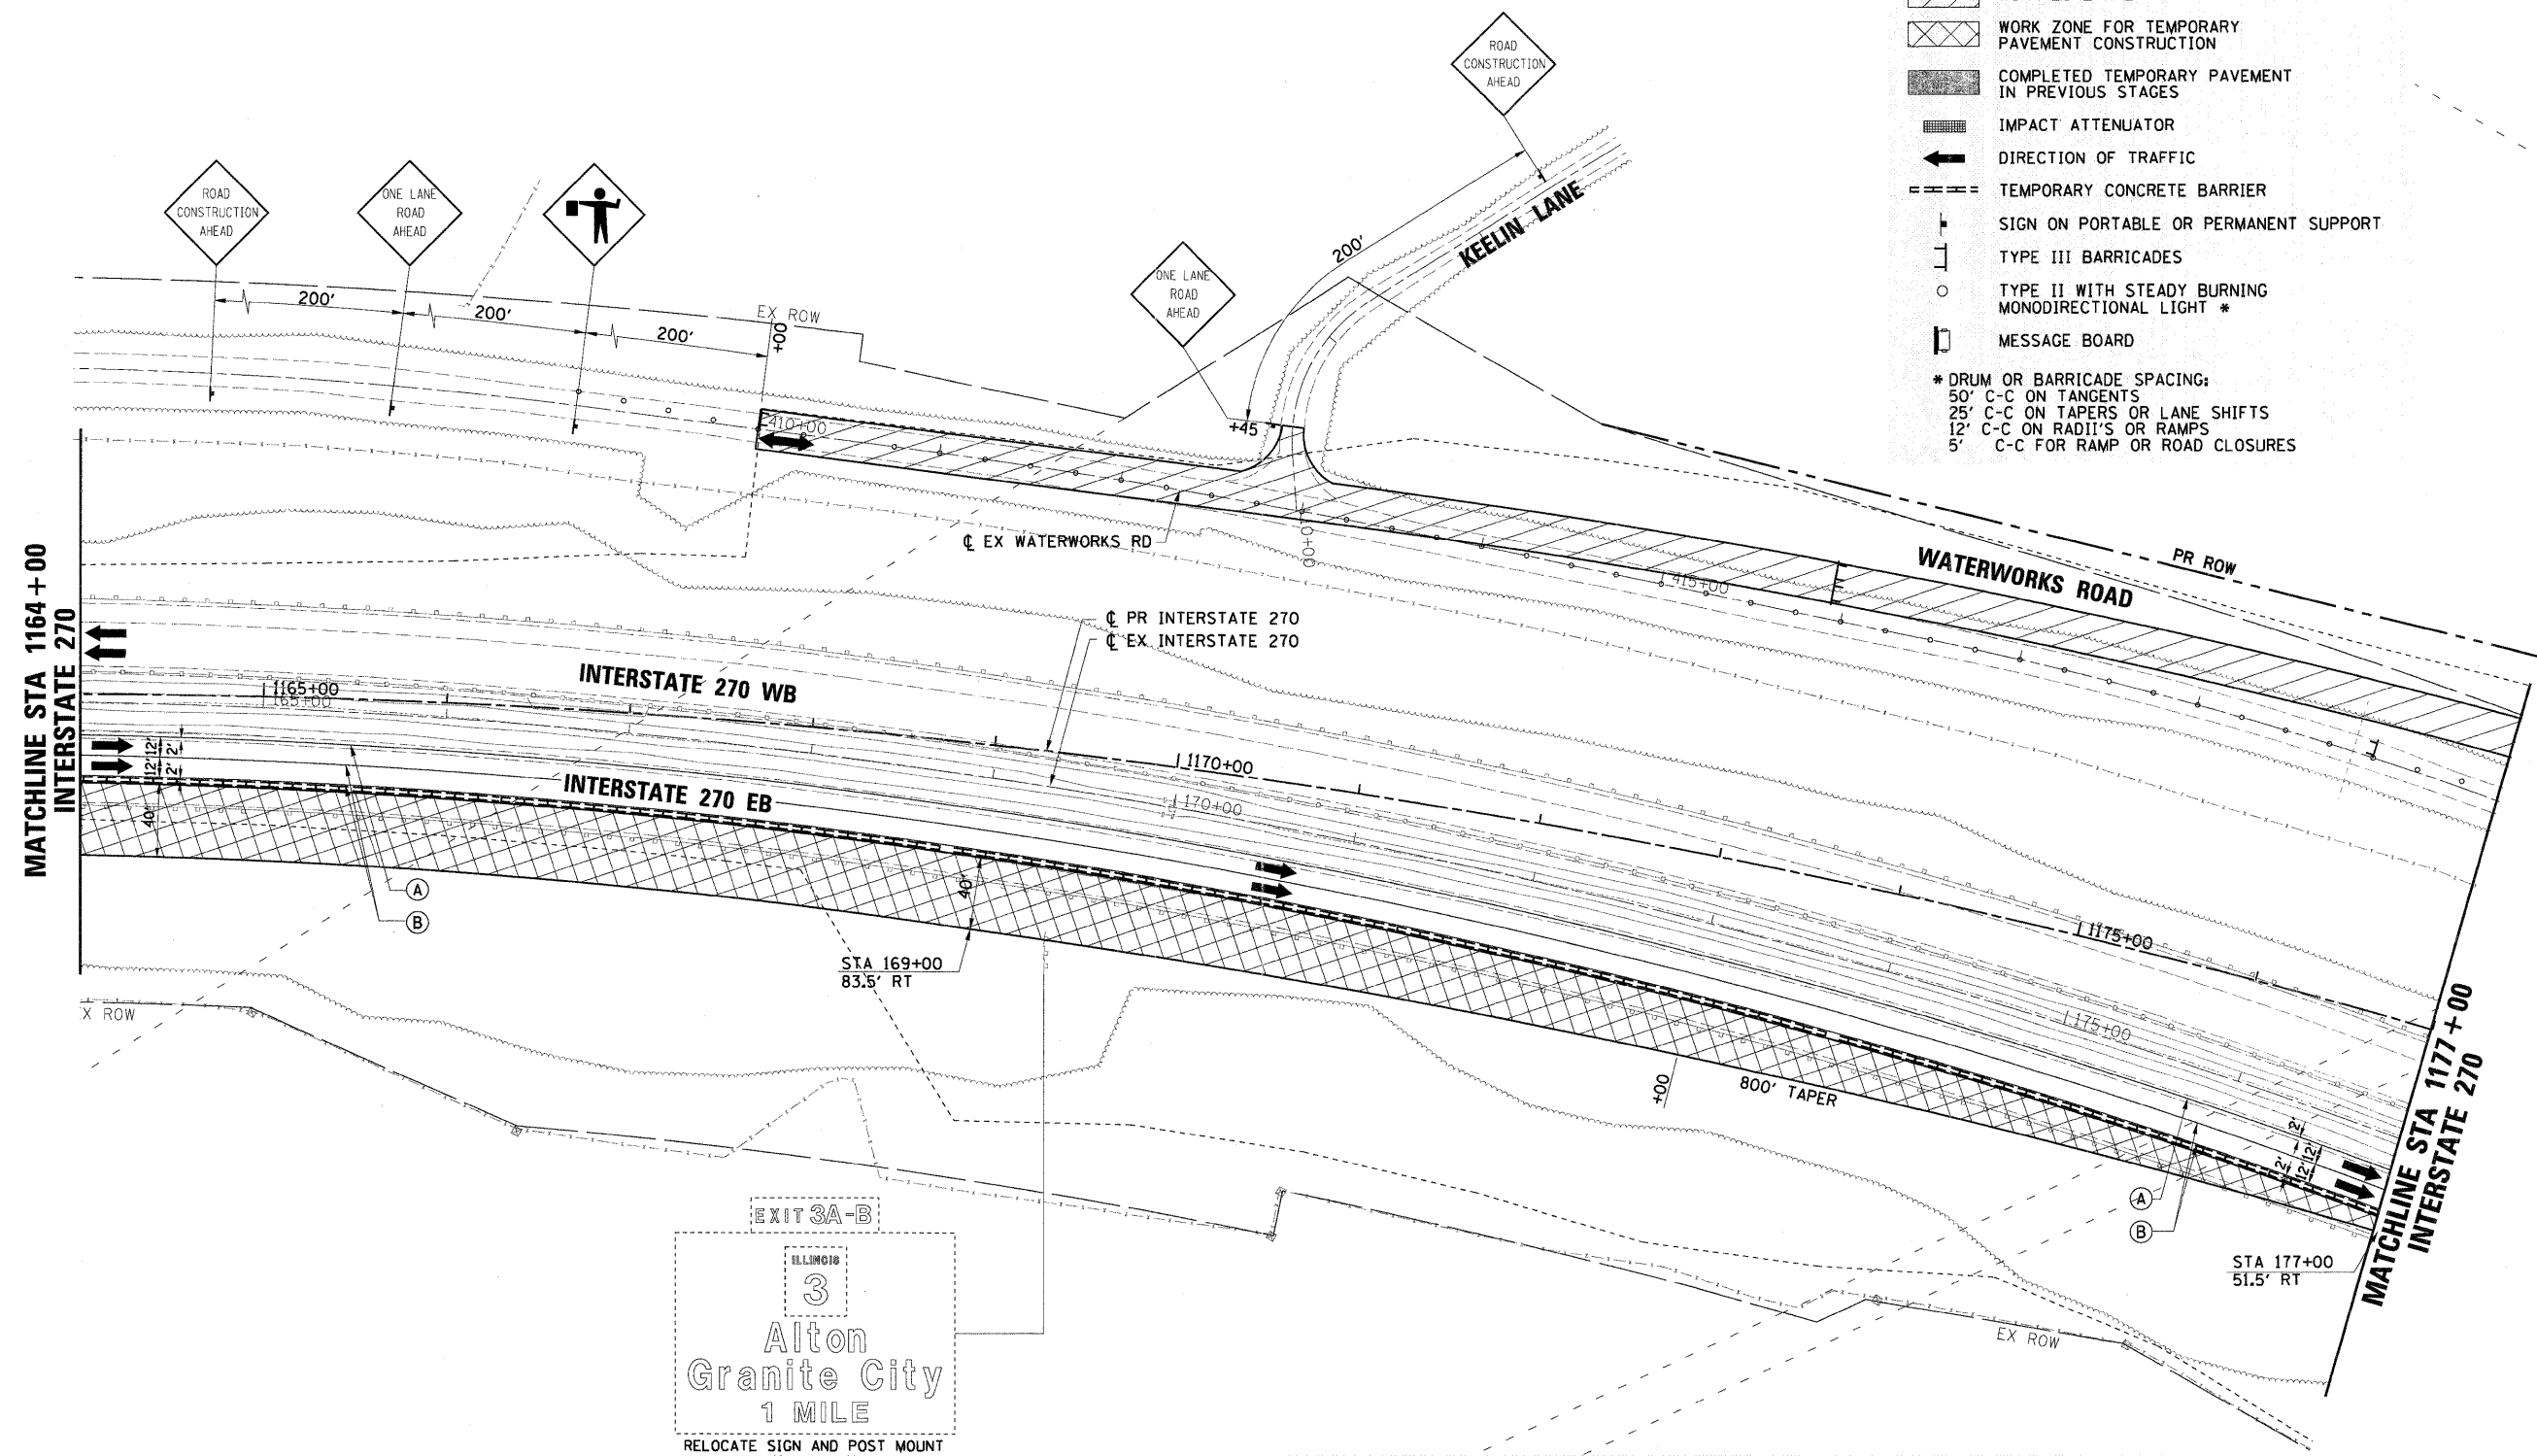 WORK ZONE FOR TEMPORARY
PAVEMENT CONSTRUCTION
COMPLETED TEMPORARY PAVEMENT
IN PREVIOUS STAGES
IMPACT ATTENUATOR
DIRECTION OF TRAFFIC
TEMPORARY CONCRETE BARRIER
SIGN ON PORTABLE OR PERMANENT SUPPORT
TYPE III BARRICADES
TYPE II WITH STEADY BURNING
MONODIRECTIONAL LIGHT *
MESSAGE BOARD
* DRUM OR BARRICADE SPACING:
50' C-C ON TANGENTS
25' C-C ON TAPERS OR LANE SHIFTS
12' C-C ON RADII'S OR RAMPS
5' C-C FOR RAMP OR ROAD CLOSURES
ROAD
CONSTRUCTION
AHEAD
ROAD
CONSTRUCTION
AHEAD
ONE LANE
ROAD
AHEAD
ONE LANE
ROAD
AHEAD
200'
200'
200'
200'
KEELIN LANE
EX ROW
+00
410+00
+45
℄ EX WATERWORKS RD
0+00
415+00
WATERWORKS ROAD
PR ROW
MATCHLINE STA 1164+00
INTERSTATE 270
℄ PR INTERSTATE 270
℄ EX INTERSTATE 270
INTERSTATE 270 WB
1165+00
165+00
12'
12'
2'
2'
INTERSTATE 270 EB
1170+00
170+00
40'
A
B
40'
STA 169+00
83.5' RT
1175+00
175+00
X ROW
+00
800' TAPER
2'
2'
12'
12'
A
B
MATCHLINE STA 1177+00
INTERSTATE 270
STA 177+00
51.5' RT
EX ROW
EXIT 3A-B
ILLINOIS
3
Alton
Granite City
1 MILE
RELOCATE SIGN AND POST MOUNT